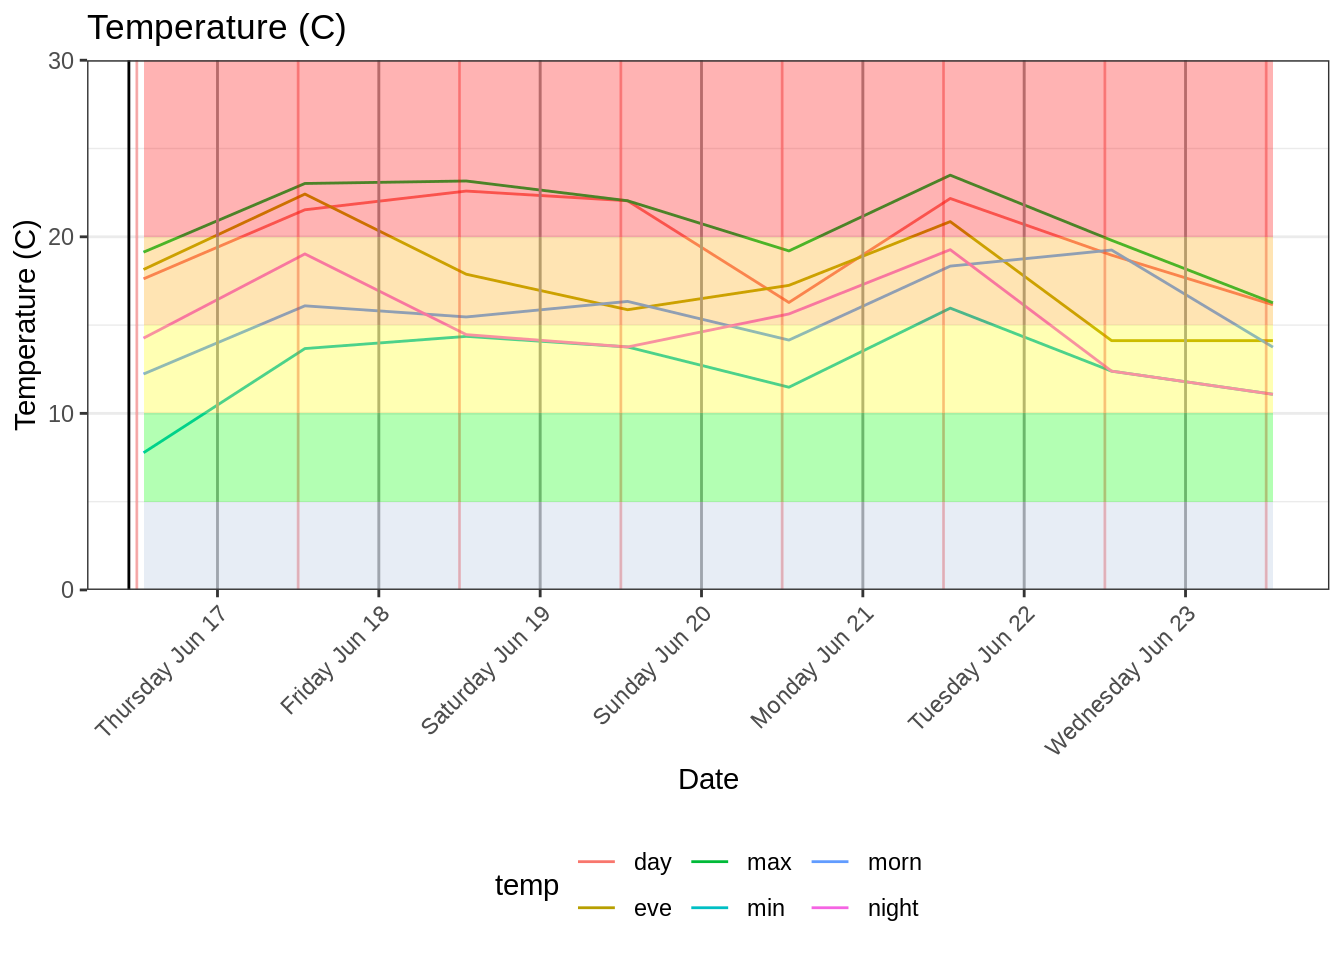 Temperature (C)
30
20
10
0
Temperature (C)
Thursday Jun 17
Friday Jun 18
Saturday Jun 19
Sunday Jun 20
Monday Jun 21
Tuesday Jun 22
Wednesday Jun 23
Date
temp
day max morn
eve min night